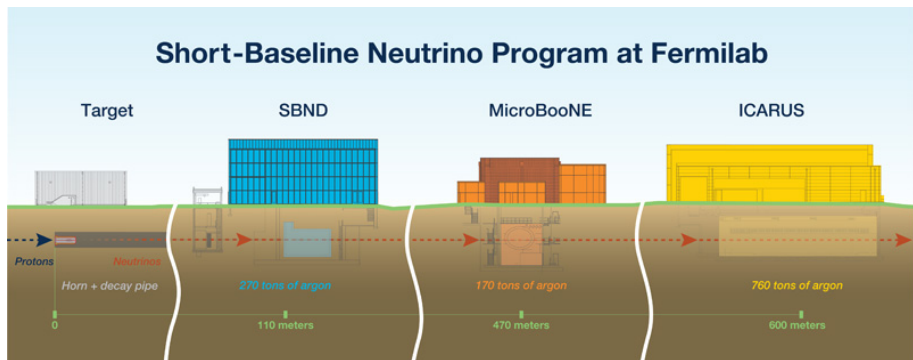 Short-Baseline Neutrino Program at Fermilab
Target
SBND
MicroBooNE
ICARUS
Protons
Neutrinos
Horn + decay pipe
270 tons of argon
170 tons of argon
760 tons of argon
0
110 meters
470 meters
600 meters